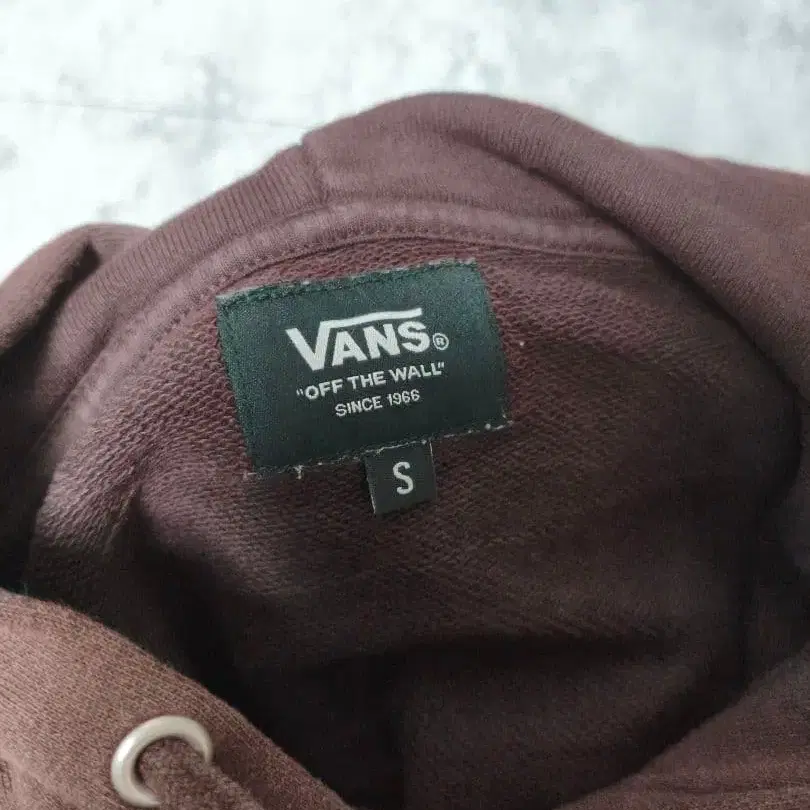 VANS®
"OFF THE WALL"
SINCE 1966
S